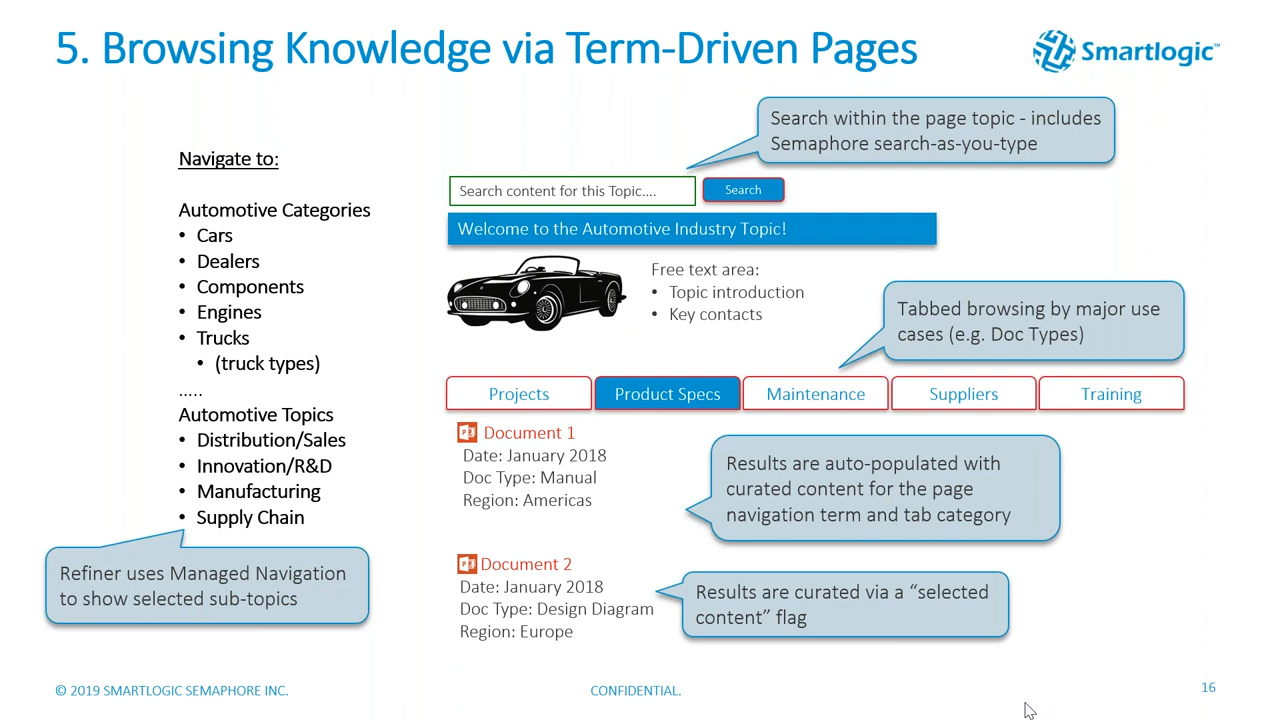 5. Browsing Knowledge via Term-Driven Pages
Smartlogic™
Search within the page topic - includes
Semaphore search-as-you-type
Navigate to:
Automotive Categories
• Cars
• Dealers
• Components
• Engines
• Trucks
• (truck types)
.....
Automotive Topics
• Distribution/Sales
• Innovation/R&D
• Manufacturing
• Supply Chain
Refiner uses Managed Navigation
to show selected sub-topics
Search content for this Topic....
Search
Welcome to the Automotive Industry Topic!
Free text area:
• Topic introduction
• Key contacts
Tabbed browsing by major use
cases (e.g. Doc Types)
Projects
Product Specs
Maintenance
Suppliers
Training
Document 1
Date: January 2018
Doc Type: Manual
Region: Americas
Results are auto-populated with
curated content for the page
navigation term and tab category
Document 2
Date: January 2018
Doc Type: Design Diagram
Region: Europe
Results are curated via a “selected
content” flag
© 2019 SMARTLOGIC SEMAPHORE INC.
CONFIDENTIAL.
16